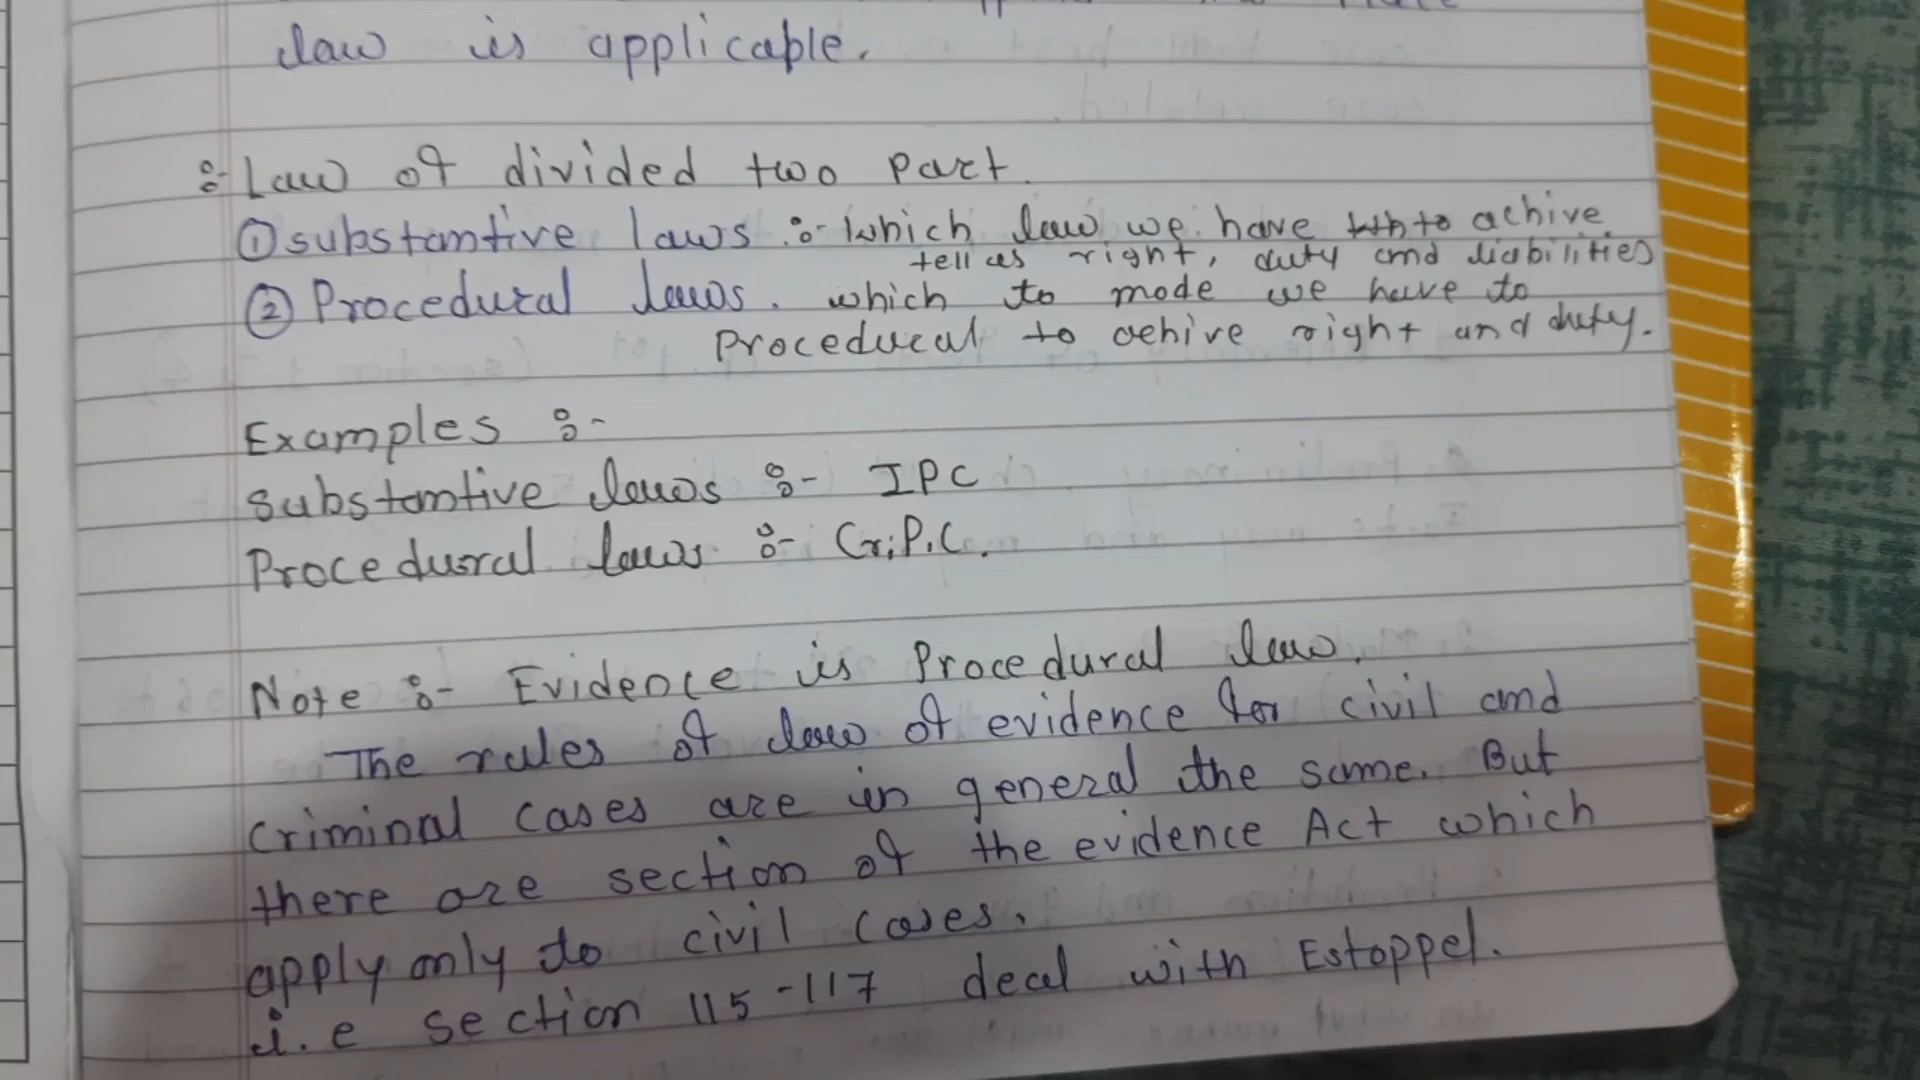 law is applicable.
:- Law of divided two part.
① substantive laws :- which law we have to achive
tell us right, duty and liabilities
② Procedural laws. which to mode we have to
Procedural to achive right and duty.
Examples :-
substantive laws :- IPC
Procedural laws :- Cr.P.C.
Note :- Evidence is Procedural law.
The rules of law of evidence for civil and
criminal cases are in general the same. But
there are section of the evidence Act which
apply only to civil cases.
i.e section 115-117 deal with Estoppel.